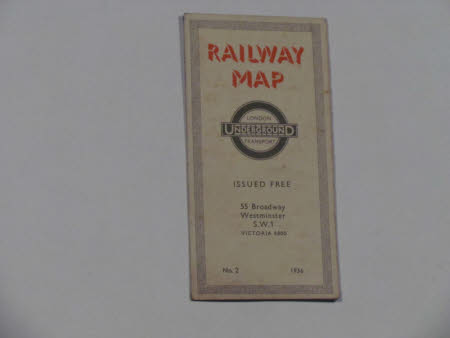 RAILWAY
MAP
LONDON
UNDERGROUND
TRANSPORT
ISSUED FREE
55 Broadway
Westminster
S.W.1
VICTORIA 6800
No. 2 1936